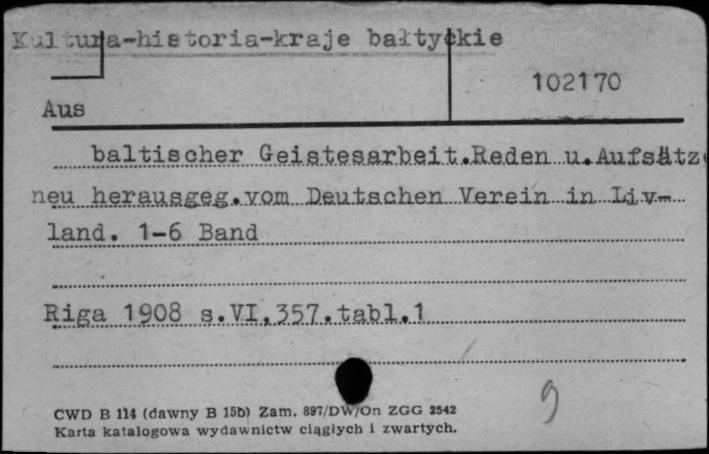 Kultura-historia-kraje bałtyckie
102170
Aus
baltischer Geistesarbeit.Reden u.Aufsätze
neu herausgeg.vom Deutschen Verein in Liv-
land. 1-6 Band
Riga 1908 s.VI,357.tabl.1
9
CWD B 114 (dawny B 15b) Zam. 897/DW/On ZGG 2542
Karta katalogowa wydawnictw ciągłych i zwartych.